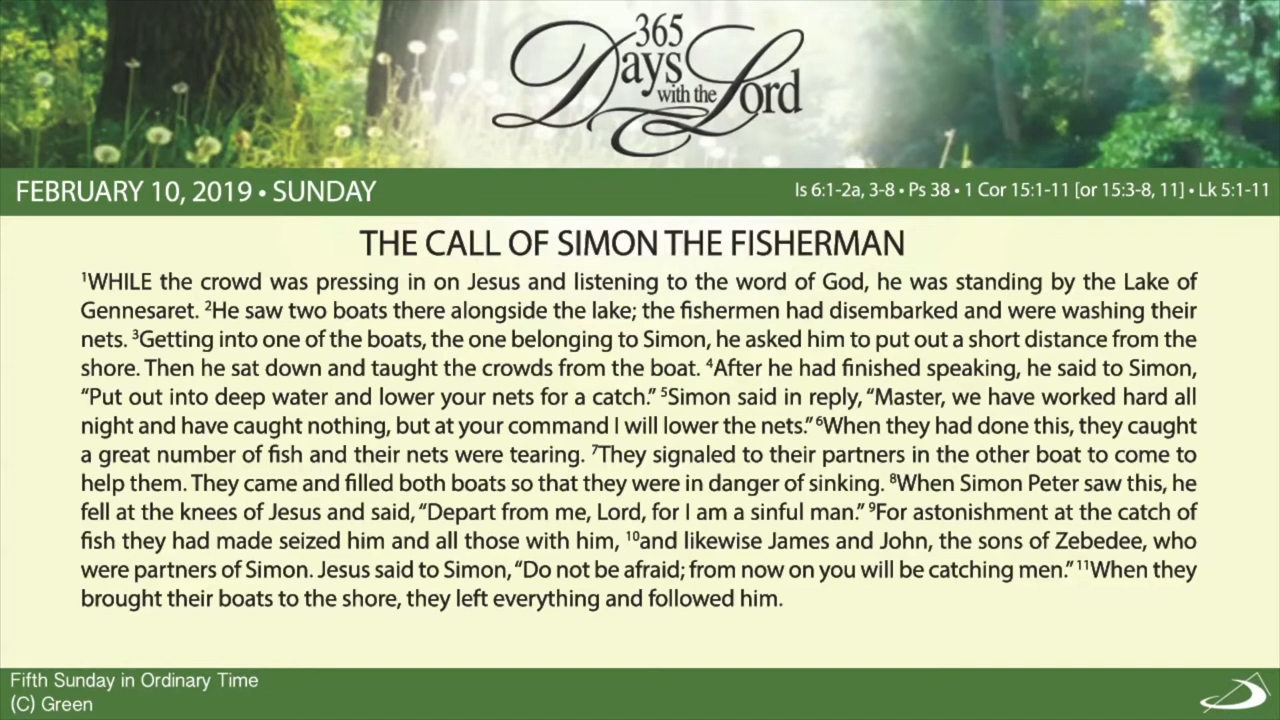 365
Days
with the
Lord
FEBRUARY 10, 2019 • SUNDAY
Is 6:1-2a, 3-8 • Ps 38 • 1 Cor 15:1-11 [or 15:3-8, 11] • Lk 5:1-11
THE CALL OF SIMON THE FISHERMAN
¹WHILE the crowd was pressing in on Jesus and listening to the word of God, he was standing by the Lake of
Gennesaret. ²He saw two boats there alongside the lake; the fishermen had disembarked and were washing their
nets. ³Getting into one of the boats, the one belonging to Simon, he asked him to put out a short distance from the
shore. Then he sat down and taught the crowds from the boat. ⁴After he had finished speaking, he said to Simon,
“Put out into deep water and lower your nets for a catch.” ⁵Simon said in reply, “Master, we have worked hard all
night and have caught nothing, but at your command I will lower the nets.” ⁶When they had done this, they caught
a great number of fish and their nets were tearing. ⁷They signaled to their partners in the other boat to come to
help them. They came and filled both boats so that they were in danger of sinking. ⁸When Simon Peter saw this, he
fell at the knees of Jesus and said, “Depart from me, Lord, for I am a sinful man.” ⁹For astonishment at the catch of
fish they had made seized him and all those with him, ¹⁰and likewise James and John, the sons of Zebedee, who
were partners of Simon. Jesus said to Simon, “Do not be afraid; from now on you will be catching men.” ¹¹When they
brought their boats to the shore, they left everything and followed him.
Fifth Sunday in Ordinary Time
(C) Green